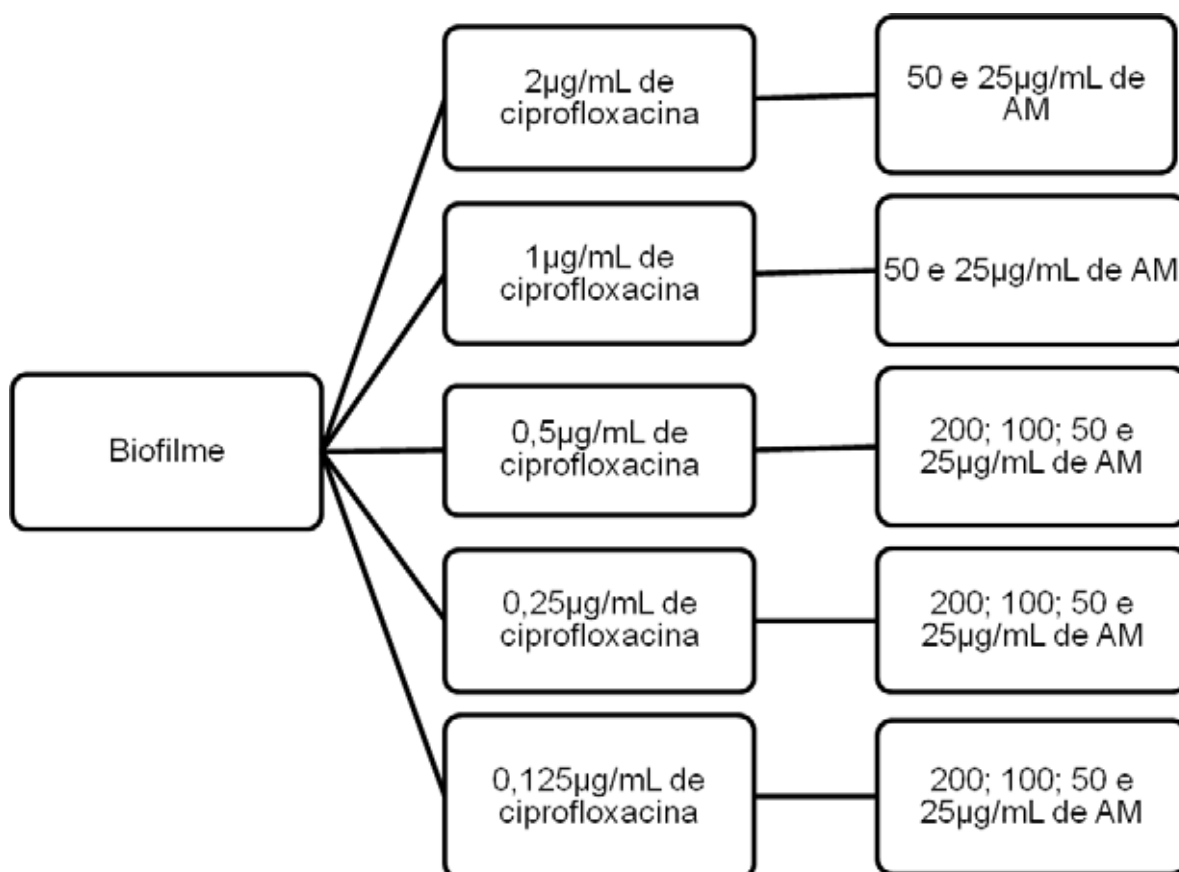 2µg/mL de
ciprofloxacina
50 e 25µg/mL de
AM
1µg/mL de
ciprofloxacina
50 e 25µg/mL de AM
Biofilme
0,5µg/mL de
ciprofloxacina
200; 100; 50 e
25µg/mL de AM
0,25µg/mL de
ciprofloxacina
200; 100; 50 e
25µg/mL de AM
0,125µg/mL de
ciprofloxacina
200; 100; 50 e
25µg/mL de AM